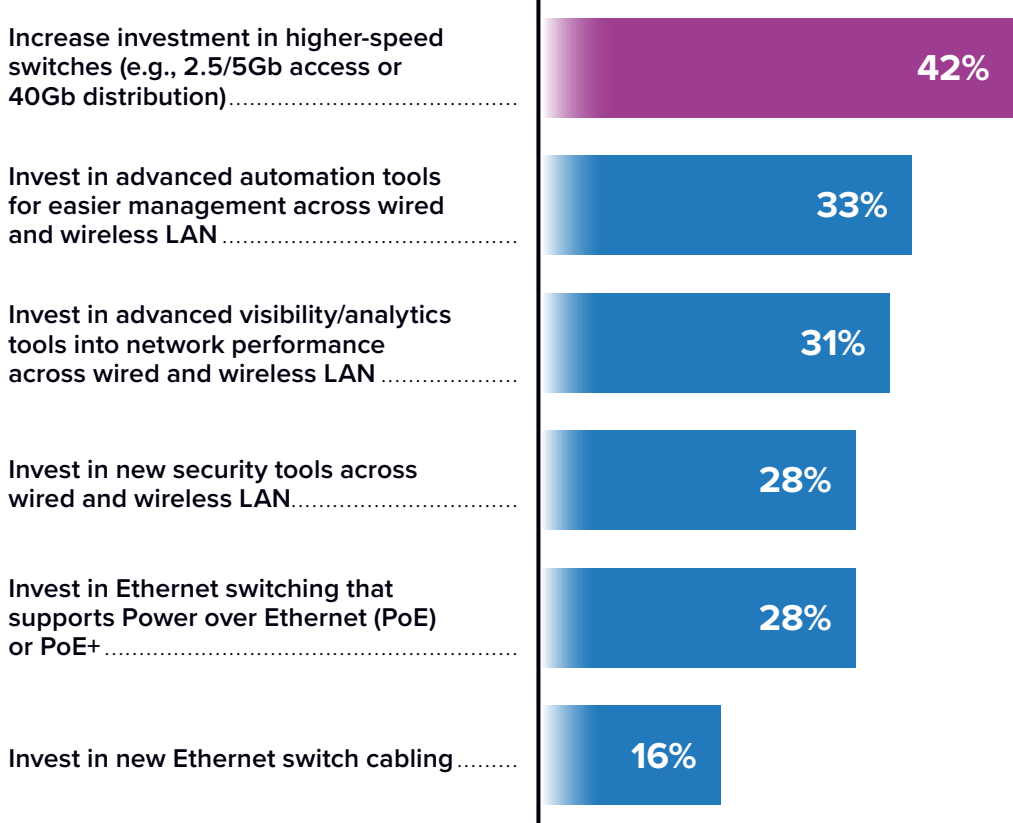 Increase investment in higher-speed
switches (e.g., 2.5/5Gb access or
40Gb distribution)..........................................
42%
Invest in advanced automation tools
for easier management across wired
and wireless LAN...........................................
33%
Invest in advanced visibility/analytics
tools into network performance
across wired and wireless LAN....................
31%
Invest in new security tools across
wired and wireless LAN.................................
28%
Invest in Ethernet switching that
supports Power over Ethernet (PoE)
or PoE+............................................................
28%
Invest in new Ethernet switch cabling.........
16%